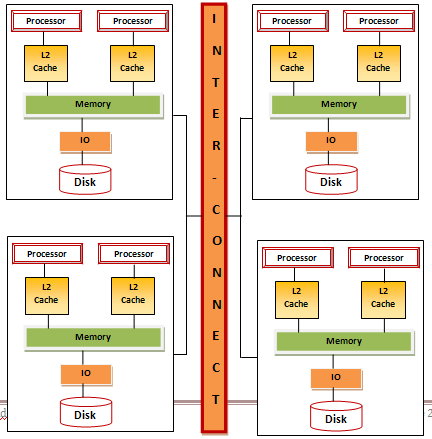 Processor Processor
L2 Cache L2 Cache
Memory
IO
Disk
I
N
T
E
R
-
C
O
N
N
E
C
T
Processor Processor
L2 Cache L2 Cache
Memory
IO
Disk
Processor Processor
L2 Cache L2 Cache
Memory
IO
Disk
Processor Processor
L2 Cache L2 Cache
Memory
IO
Disk
d
2